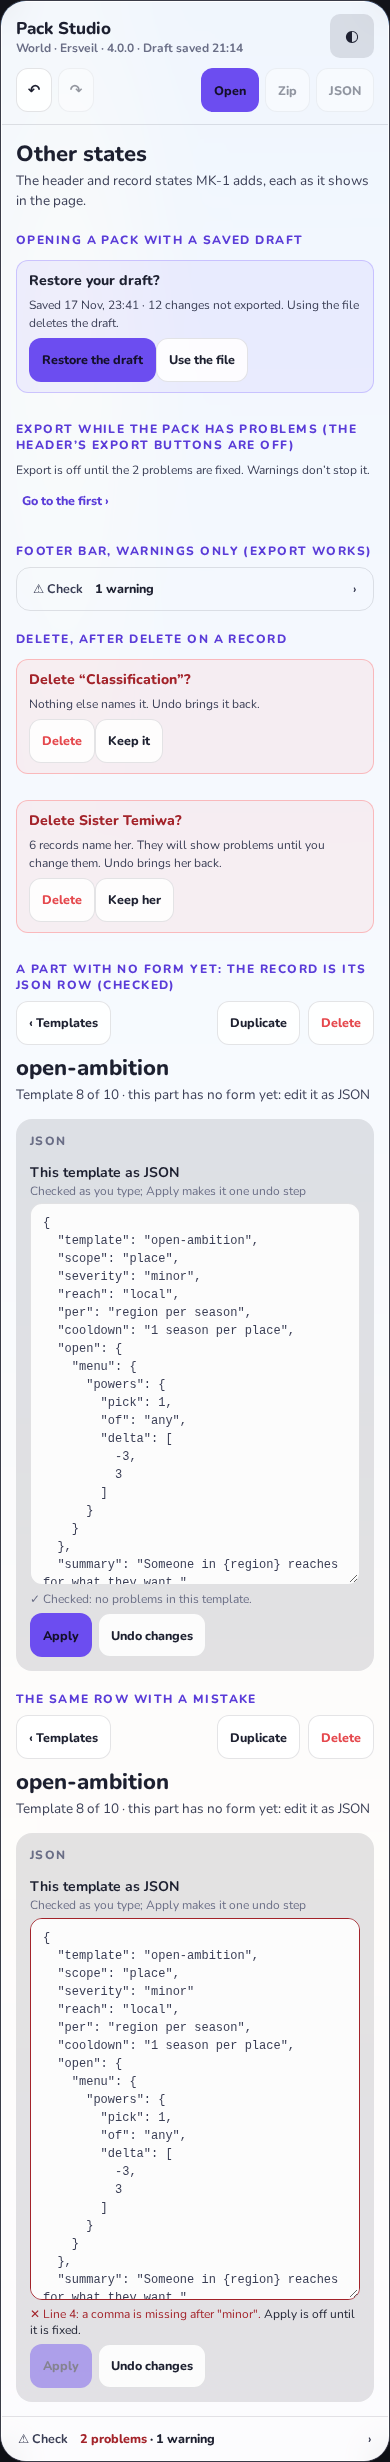 Pack Studio
World · Ersveil · 4.0.0 · Draft saved 21:14
◐
↶ ↷ Open Zip JSON
Other states
The header and record states MK-1 adds, each as it shows
in the page.
OPENING A PACK WITH A SAVED DRAFT
Restore your draft?
Saved 17 Nov, 23:41 · 12 changes not exported. Using the file
deletes the draft.
Restore the draft Use the file
EXPORT WHILE THE PACK HAS PROBLEMS (THE
HEADER’S EXPORT BUTTONS ARE OFF)
Export is off until the 2 problems are fixed. Warnings don’t stop it.
Go to the first ›
FOOTER BAR, WARNINGS ONLY (EXPORT WORKS)
⚠ Check 1 warning ›
DELETE, AFTER DELETE ON A RECORD
Delete “Classification”?
Nothing else names it. Undo brings it back.
Delete Keep it
Delete Sister Temiwa?
6 records name her. They will show problems until you
change them. Undo brings her back.
Delete Keep her
A PART WITH NO FORM YET: THE RECORD IS ITS
JSON ROW (CHECKED)
‹ Templates Duplicate Delete
open-ambition
Template 8 of 10 · this part has no form yet: edit it as JSON
JSON
This template as JSON
Checked as you type; Apply makes it one undo step
{
  "template": "open-ambition",
  "scope": "place",
  "severity": "minor",
  "reach": "local",
  "per": "region per season",
  "cooldown": "1 season per place",
  "open": {
    "menu": {
      "powers": {
        "pick": 1,
        "of": "any",
        "delta": [
          -3,
          3
        ]
      }
    }
  },
  "summary": "Someone in {region} reaches
for what they want."
✓ Checked: no problems in this template.
Apply Undo changes
THE SAME ROW WITH A MISTAKE
‹ Templates Duplicate Delete
open-ambition
Template 8 of 10 · this part has no form yet: edit it as JSON
JSON
This template as JSON
Checked as you type; Apply makes it one undo step
{
  "template": "open-ambition",
  "scope": "place",
  "severity": "minor"
  "reach": "local",
  "per": "region per season",
  "cooldown": "1 season per place",
  "open": {
    "menu": {
      "powers": {
        "pick": 1,
        "of": "any",
        "delta": [
          -3,
          3
        ]
      }
    }
  },
  "summary": "Someone in {region} reaches
for what they want."
✕ Line 4: a comma is missing after "minor". Apply is off until
it is fixed.
Apply Undo changes
⚠ Check 2 problems · 1 warning ›